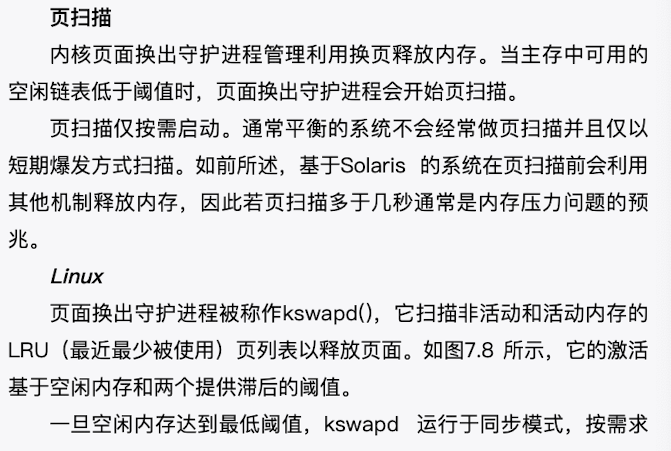 页扫描
内核页面换出守护进程管理利用换页释放内存。当主存中可用的
空闲链表低于阈值时，页面换出守护进程会开始页扫描。
页扫描仅按需启动。通常平衡的系统不会经常做页扫描并且仅以
短期爆发方式扫描。如前所述，基于Solaris 的系统在页扫描前会利用
其他机制释放内存，因此若页扫描多于几秒通常是内存压力问题的预
兆。
Linux
页面换出守护进程被称作kswapd()，它扫描非活动和活动内存的
LRU（最近最少被使用）页列表以释放页面。如图7.8 所示，它的激活
基于空闲内存和两个提供滞后的阈值。
一旦空闲内存达到最低阈值，kswapd 运行于同步模式，按需求